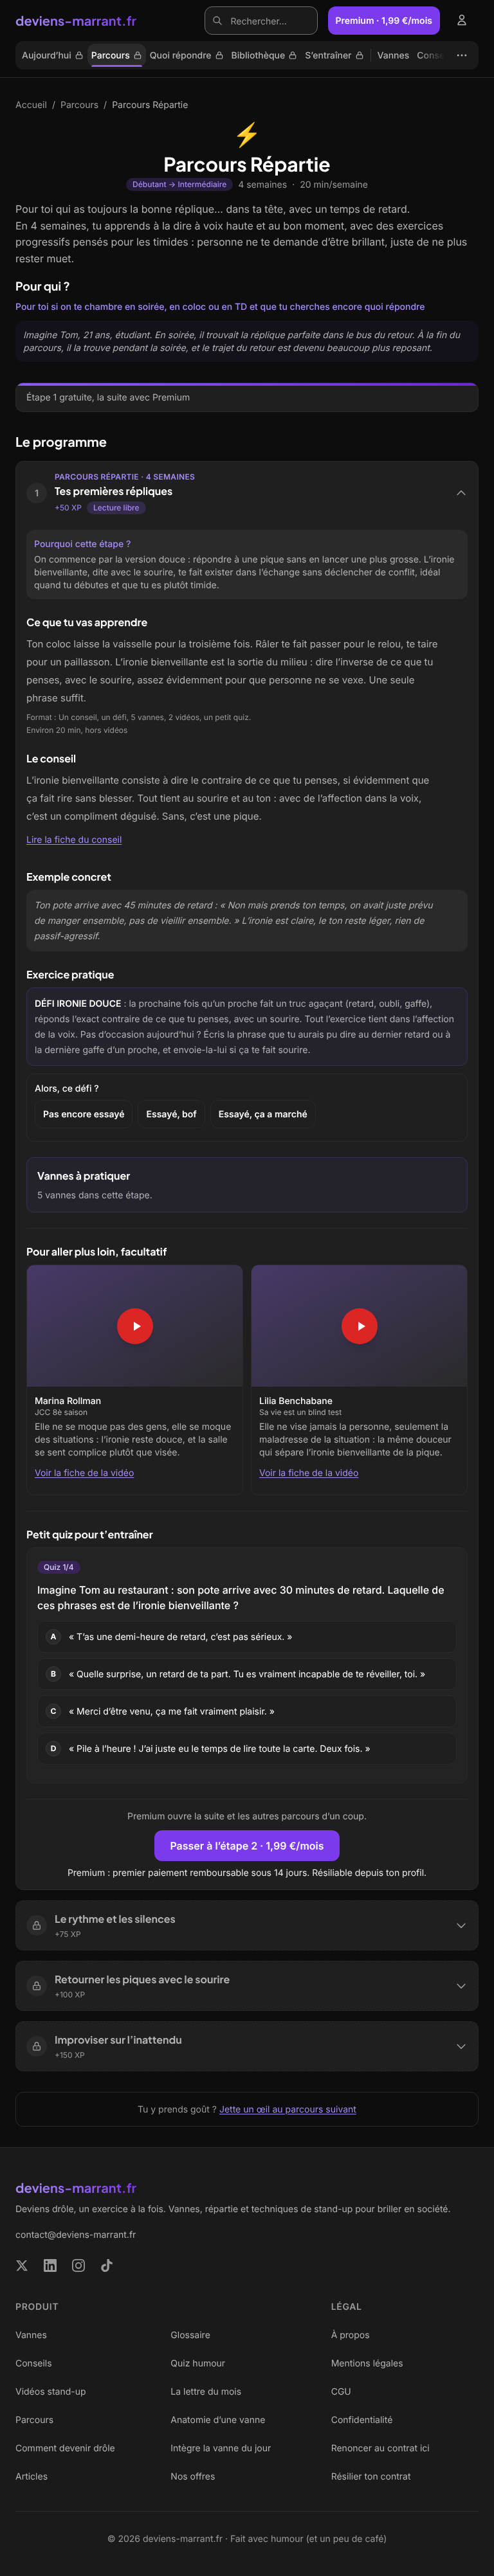 deviens-marrant.fr
Rechercher...
Premium · 1,99 €/mois
Aujourd'hui
Parcours
Quoi répondre
Bibliothèque
S'entraîner
Vannes
Accueil / Parcours / Parcours Répartie
Parcours Répartie
Débutant → Intermédiaire
4 semaines · 20 min/semaine
Pour toi qui as toujours la bonne réplique... dans ta tête, avec un temps de retard.
En 4 semaines, tu apprends à la dire à voix haute et au bon moment, avec des exercices
progressifs pensés pour les timides : personne ne te demande d'être brillant, juste de ne plus
rester muet.
Pour qui ?
Pour toi si on te chambre en soirée, en coloc ou en TD et que tu cherches encore quoi répondre
Imagine Tom, 21 ans, étudiant. En soirée, il trouvait la réplique parfaite dans le bus du retour. À la fin du
parcours, il la trouve pendant la soirée, et le trajet du retour est devenu beaucoup plus reposant.
Étape 1 gratuite, la suite avec Premium
Le programme
PARCOURS RÉPARTIE · 4 SEMAINES
1
Tes premières répliques
+50 XP
Lecture libre
Pourquoi cette étape ?
On commence par la version douce : répondre à une pique sans en lancer une plus grosse. L'ironie
bienveillante, dite avec le sourire, te fait exister dans l'échange sans déclencher de conflit, idéal
quand tu débutes et que tu es plutôt timide.
Ce que tu vas apprendre
Ton coloc laisse la vaisselle pour la troisième fois. Râler te fait passer pour le relou, te taire
pour un paillasson. L'ironie bienveillante est la sortie du milieu : dire l'inverse de ce que tu
penses, avec le sourire, assez évidemment pour que personne ne se vexe. Une seule
phrase suffit.
Format : Un conseil, un défi, 5 vannes, 2 vidéos, un petit quiz.
Environ 20 min, hors vidéos
Le conseil
L'ironie bienveillante consiste à dire le contraire de ce que tu penses, si évidemment que
ça fait rire sans blesser. Tout tient au sourire et au ton : avec de l'affection dans la voix,
c'est un compliment déguisé. Sans, c'est une pique.
Lire la fiche du conseil
Exemple concret
Ton pote arrive avec 45 minutes de retard : « Non mais prends ton temps, on avait juste prévu
de manger ensemble, pas de vieillir ensemble. » L'ironie est claire, le ton reste léger, rien de
passif-agressif.
Exercice pratique
DÉFI IRONIE DOUCE : la prochaine fois qu'un proche fait un truc agaçant (retard, oubli, gaffe),
réponds l'exact contraire de ce que tu penses, avec un sourire. Tout l'exercice tient dans l'affection
de la voix. Pas d'occasion aujourd'hui ? Écris la phrase que tu aurais pu dire au dernier retard ou à
la dernière gaffe d'un proche, et envoie-la-lui si ça te fait sourire.
Alors, ce défi ?
Pas encore essayé
Essayé, bof
Essayé, ça a marché
Vannes à pratiquer
5 vannes dans cette étape.
Pour aller plus loin, facultatif
Marina Rollman
JCC 8è saison
Elle ne se moque pas des gens, elle se moque
des situations : l'ironie reste douce, et la salle
se sent complice plutôt que visée.
Voir la fiche de la vidéo
Lilia Benchabane
Sa vie est un blind test
Elle ne vise jamais la personne, seulement la
maladresse de la situation : la même douceur
qui sépare l'ironie bienveillante de la pique.
Voir la fiche de la vidéo
Petit quiz pour t'entraîner
Quiz 1/4
Imagine Tom au restaurant : son pote arrive avec 30 minutes de retard. Laquelle de
ces phrases est de l'ironie bienveillante ?
A « T'as une demi-heure de retard, c'est pas sérieux. »
B « Quelle surprise, un retard de ta part. Tu es vraiment incapable de te réveiller, toi. »
C « Merci d'être venu, ça me fait vraiment plaisir. »
D « Pile à l'heure ! J'ai juste eu le temps de lire toute la carte. Deux fois. »
Premium ouvre la suite et les autres parcours d'un coup.
Passer à l'étape 2 · 1,99 €/mois
Premium : premier paiement remboursable sous 14 jours. Résiliable depuis ton profil.
Le rythme et les silences
+75 XP
Retourner les piques avec le sourire
+100 XP
Improviser sur l'inattendu
+150 XP
Tu y prends goût ? Jette un œil au parcours suivant
deviens-marrant.fr
Deviens drôle, un exercice à la fois. Vannes, répartie et techniques de stand-up pour briller en société.
contact@deviens-marrant.fr
PRODUIT
Vannes
Conseils
Vidéos stand-up
Parcours
Comment devenir drôle
Articles
Glossaire
Quiz humour
La lettre du mois
Anatomie d'une vanne
Intègre la vanne du jour
Nos offres
LÉGAL
À propos
Mentions légales
CGU
Confidentialité
Renoncer au contrat ici
Résilier ton contrat
© 2026 deviens-marrant.fr · Fait avec humour (et un peu de café)